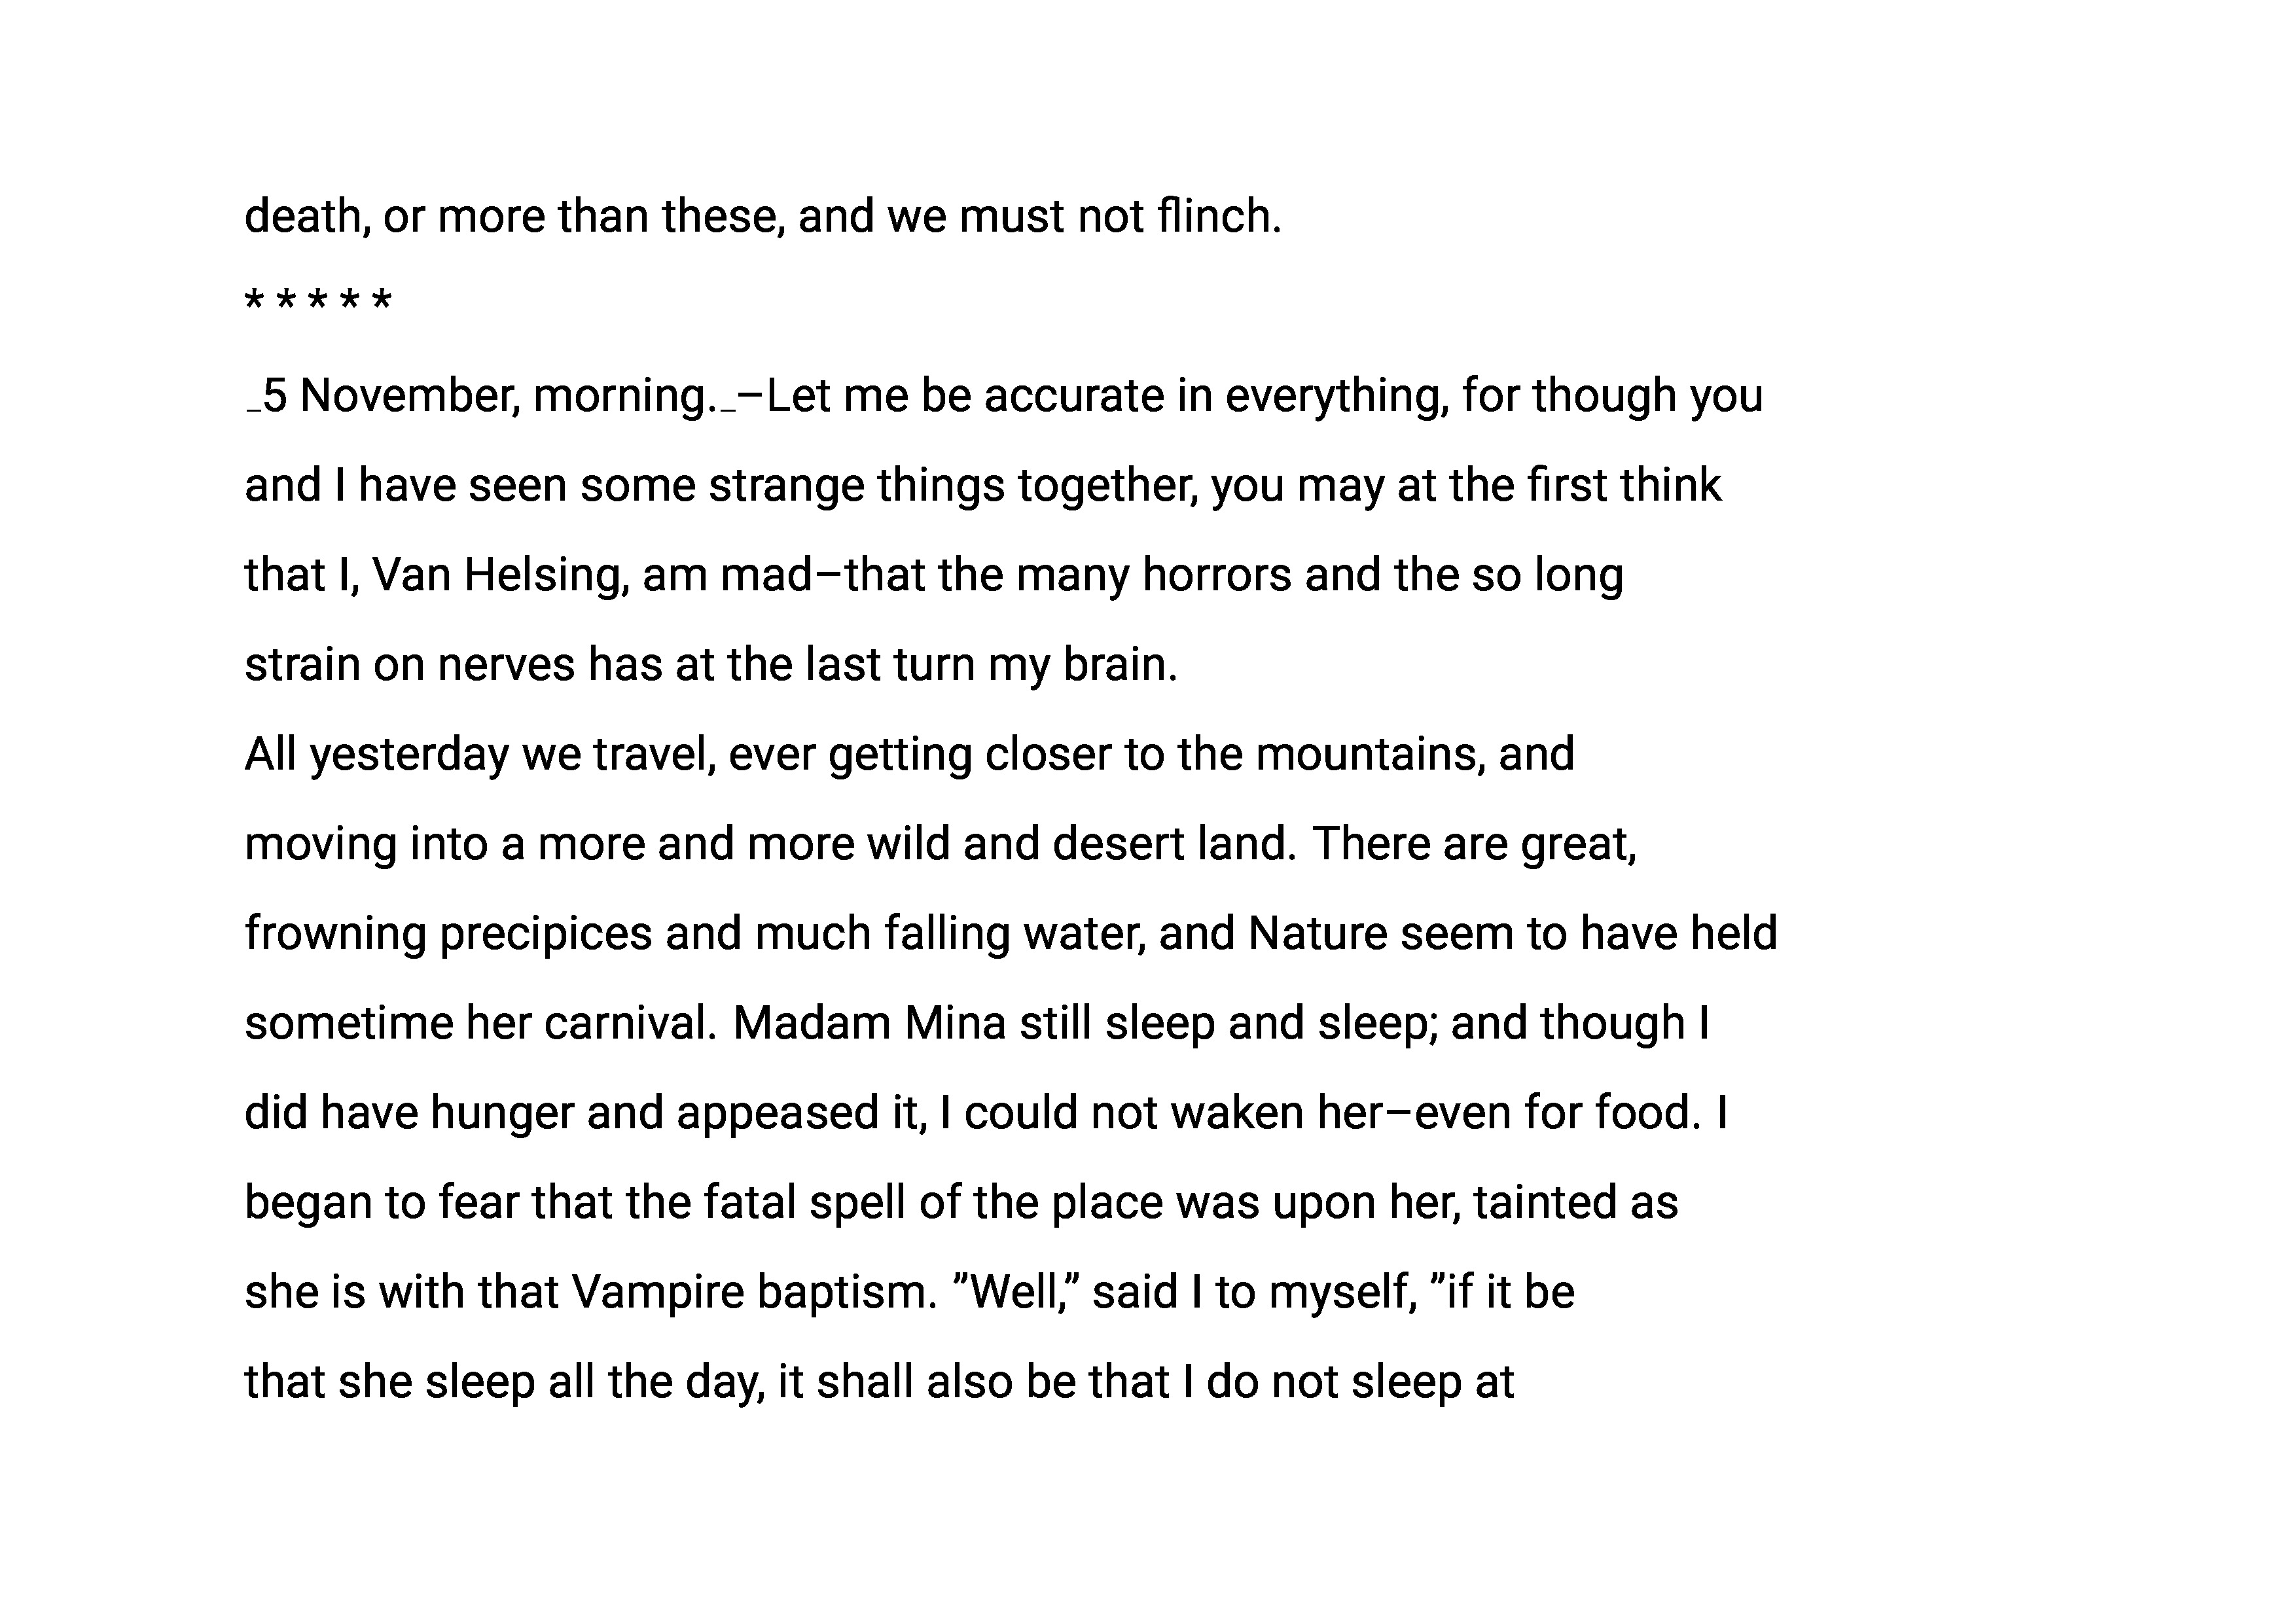 death, or more than these, and we must not flinch.
* * * * *
_5 November, morning._–Let me be accurate in everything, for though you
and I have seen some strange things together, you may at the first think
that I, Van Helsing, am mad–that the many horrors and the so long
strain on nerves has at the last turn my brain.
All yesterday we travel, ever getting closer to the mountains, and
moving into a more and more wild and desert land. There are great,
frowning precipices and much falling water, and Nature seem to have held
sometime her carnival. Madam Mina still sleep and sleep; and though I
did have hunger and appeased it, I could not waken her–even for food. I
began to fear that the fatal spell of the place was upon her, tainted as
she is with that Vampire baptism. ”Well,” said I to myself, ”if it be
that she sleep all the day, it shall also be that I do not sleep at